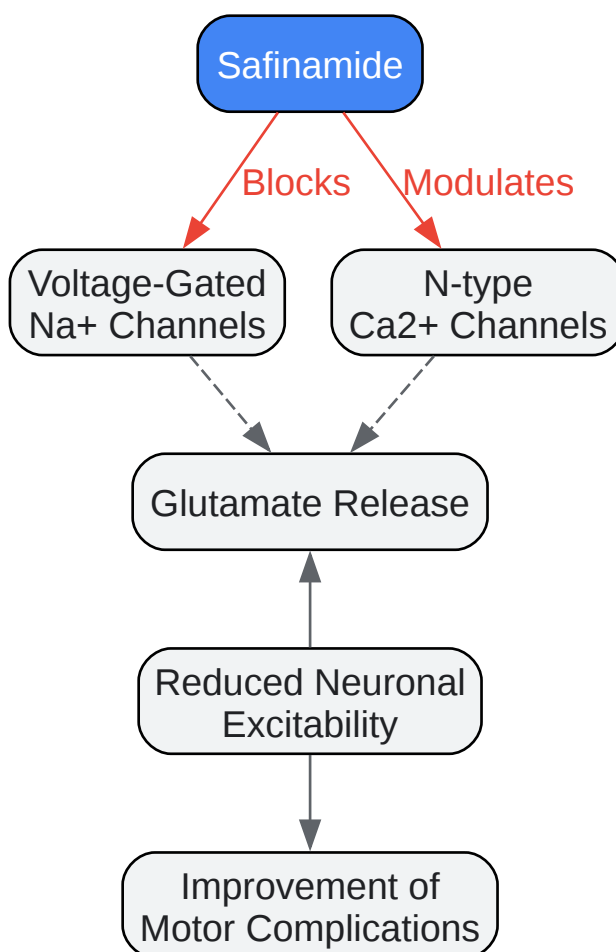 Safinamide
Blocks
Modulates
Voltage-Gated
Na+ Channels
N-type
Ca2+ Channels
Glutamate Release
Reduced Neuronal
Excitability
Improvement of
Motor Complications